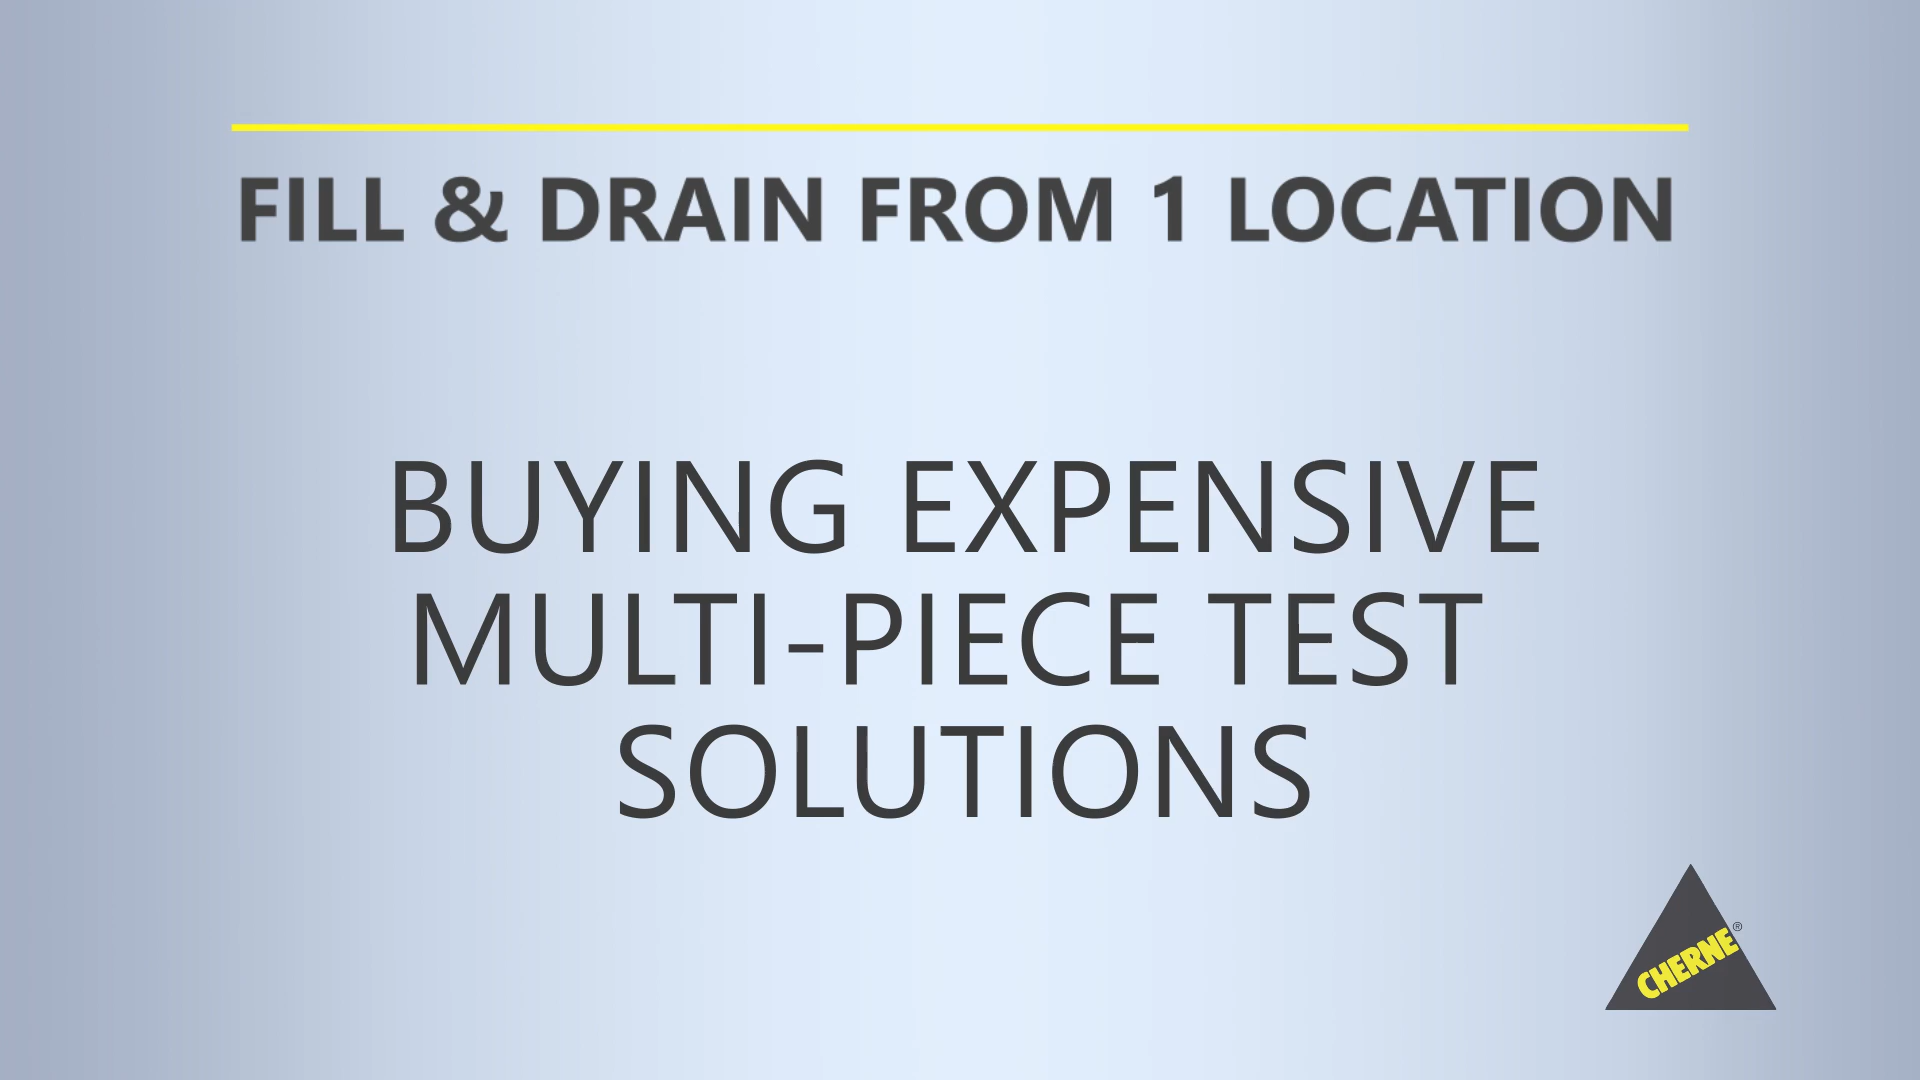 FILL & DRAIN FROM 1 LOCATION
BUYING EXPENSIVE
MULTI-PIECE TEST
SOLUTIONS
CHERNE®